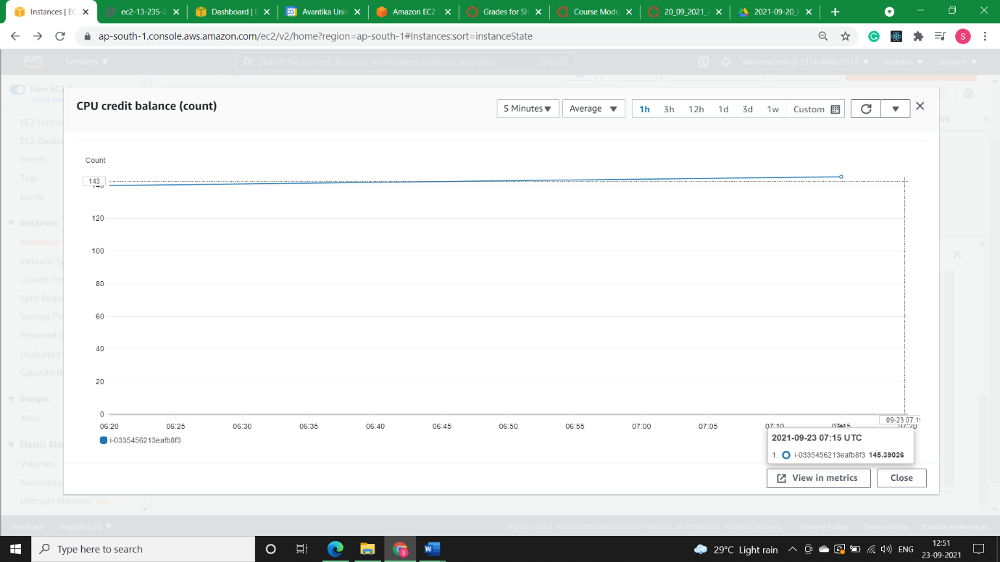 Instances | EC
ec2-13-235-2
Dashboard | E
23
Avantika Univ
Amazon EC2
Grades for Sh
Course Modu
20_09_2021_
2021-09-20_
ap-south-1.console.aws.amazon.com/ec2/v2/home?region=ap-south-1#Instances:sort=instanceState
S
aws
Services
Search for services, features, marketplace products, and docs
[Alt+S]
administrator @ 1374-9646-0515
Mumbai
Support
New EC2
Tell us wha
EC2 Dashb
EC2 Global
Events
Tags
Limits
Instances
Instances
Instance Ty
Launch Tem
Spot Reque
Savings Pla
Reserved In
Dedicated
Capacity Re
Images
AMIs
Elastic Blo
Volumes
Snapshots
Lifecycle Manager New
NS
CPU credit balance (count)
5 Minutes
Average
1h 3h 12h 1d 3d 1w Custom
Count
143
140
120
100
80
60
40
20
0
06:20 06:25 06:30 06:35 06:40 06:45 06:50 06:55 07:00 07:05 07:10 07:15 07:20
09-23 07:19
i-0335456213eafb8f3
2021-09-23 07:15 UTC
1. i-0335456213eafb8f3 145.39026
View in metrics
Close
Feedback
English (US)
© 2008 - 2021, Amazon Internet Services Private Ltd. or its affiliates. All rights reserved.
Privacy Policy
Terms of Use
Cookie preferences
Type here to search
29°C Light rain
ENG
12:51
23-09-2021